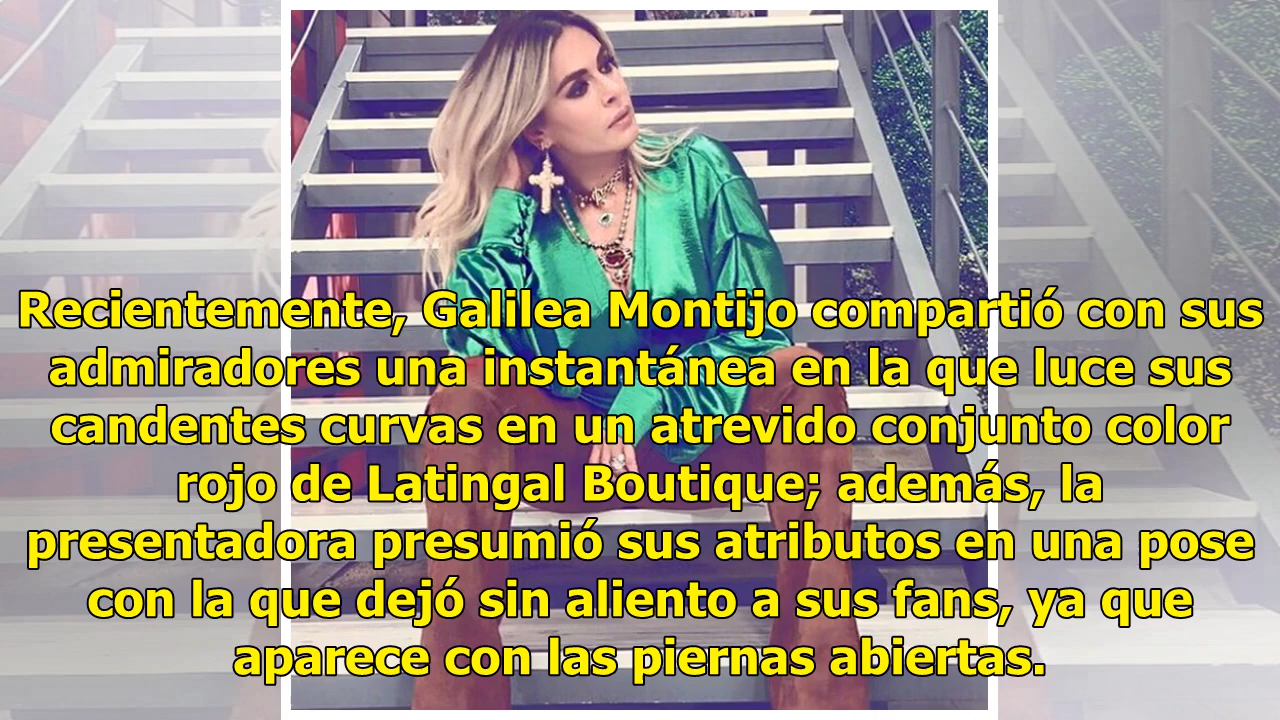 Recientemente, Galilea Montijo compartió con sus
admiradores una instantánea en la que luce sus
candentes curvas en un atrevido conjunto color
rojo de Latingal Boutique; además, la
presentadora presumió sus atributos en una pose
con la que dejó sin aliento a sus fans, ya que
aparece con las piernas abiertas.